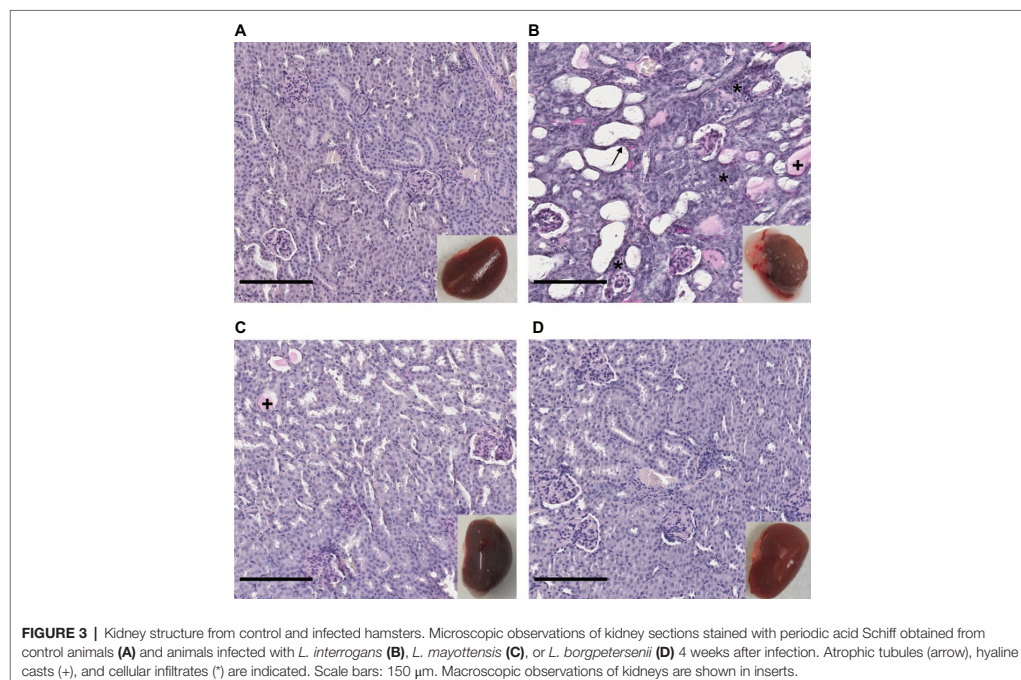 A
B
*
+
*
*
C
D
+
FIGURE 3 | Kidney structure from control and infected hamsters. Microscopic observations of kidney sections stained with periodic acid Schiff obtained from
control animals (A) and animals infected with L. interrogans (B), L. mayottensis (C), or L. borgpetersenii (D) 4 weeks after infection. Atrophic tubules (arrow), hyaline
casts (+), and cellular infiltrates (*) are indicated. Scale bars: 150 μm. Macroscopic observations of kidneys are shown in inserts.